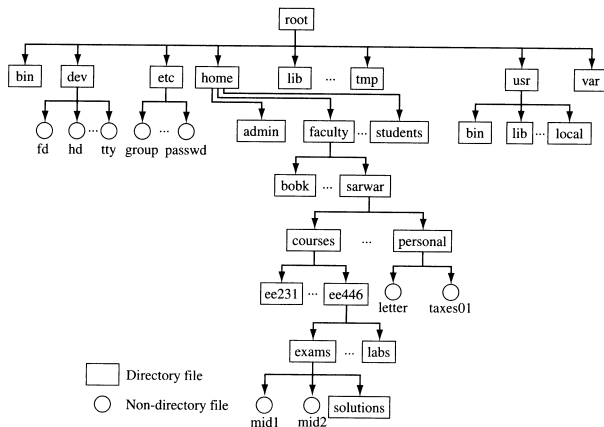 root
bin dev etc home lib ... tmp usr var
fd hd ... tty group ... passwd admin faculty ... students bin lib ... local
bobk ... sarwar
courses ... personal
ee231 ... ee446 letter taxes01
exams ... labs
Directory file
Non-directory file
mid1 mid2 solutions